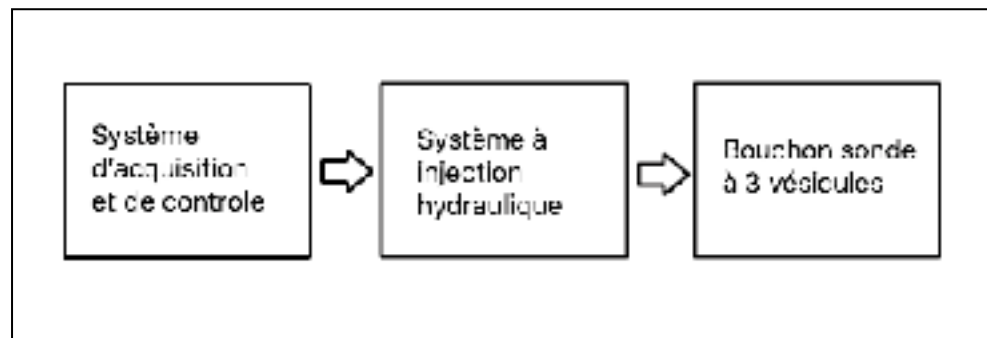 Système
d'acquisition
et de controle
Système à
injection
hydraulique
Bouchon sonde
à 3 vésicules